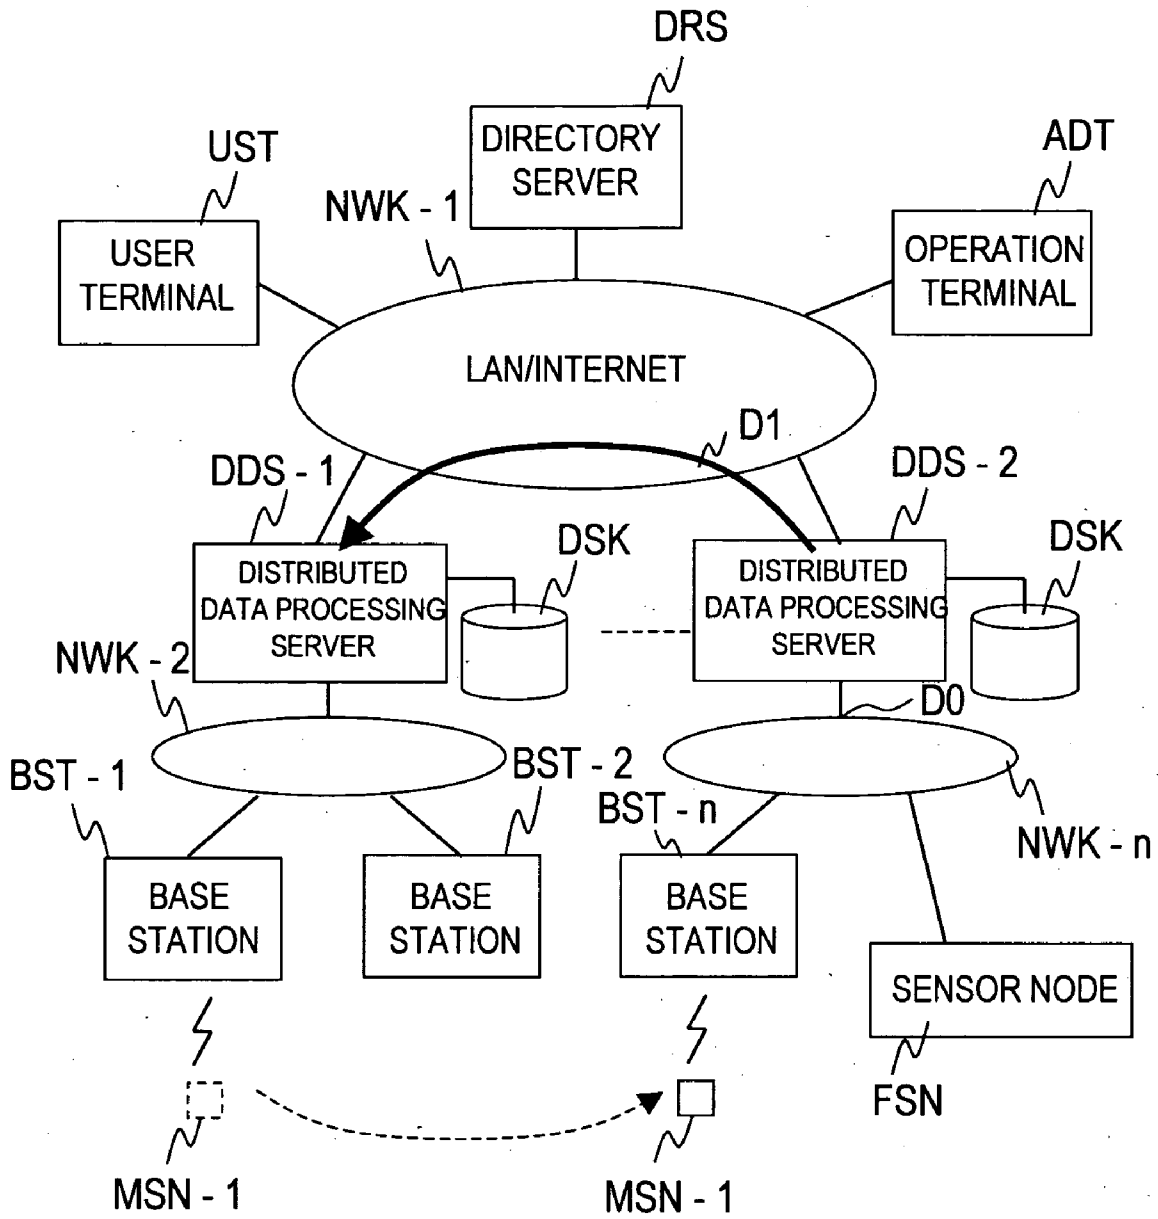 DRS
DIRECTORY
SERVER
UST
ADT
NWK - 1
USER
TERMINAL
OPERATION
TERMINAL
LAN/INTERNET
D1
DDS - 1
DDS - 2
DSK
DSK
DISTRIBUTED
DATA PROCESSING
SERVER
DISTRIBUTED
DATA PROCESSING
SERVER
NWK - 2
D0
BST - 1
BST - 2
BST - n
NWK - n
BASE
STATION
BASE
STATION
BASE
STATION
SENSOR NODE
FSN
MSN - 1
MSN - 1